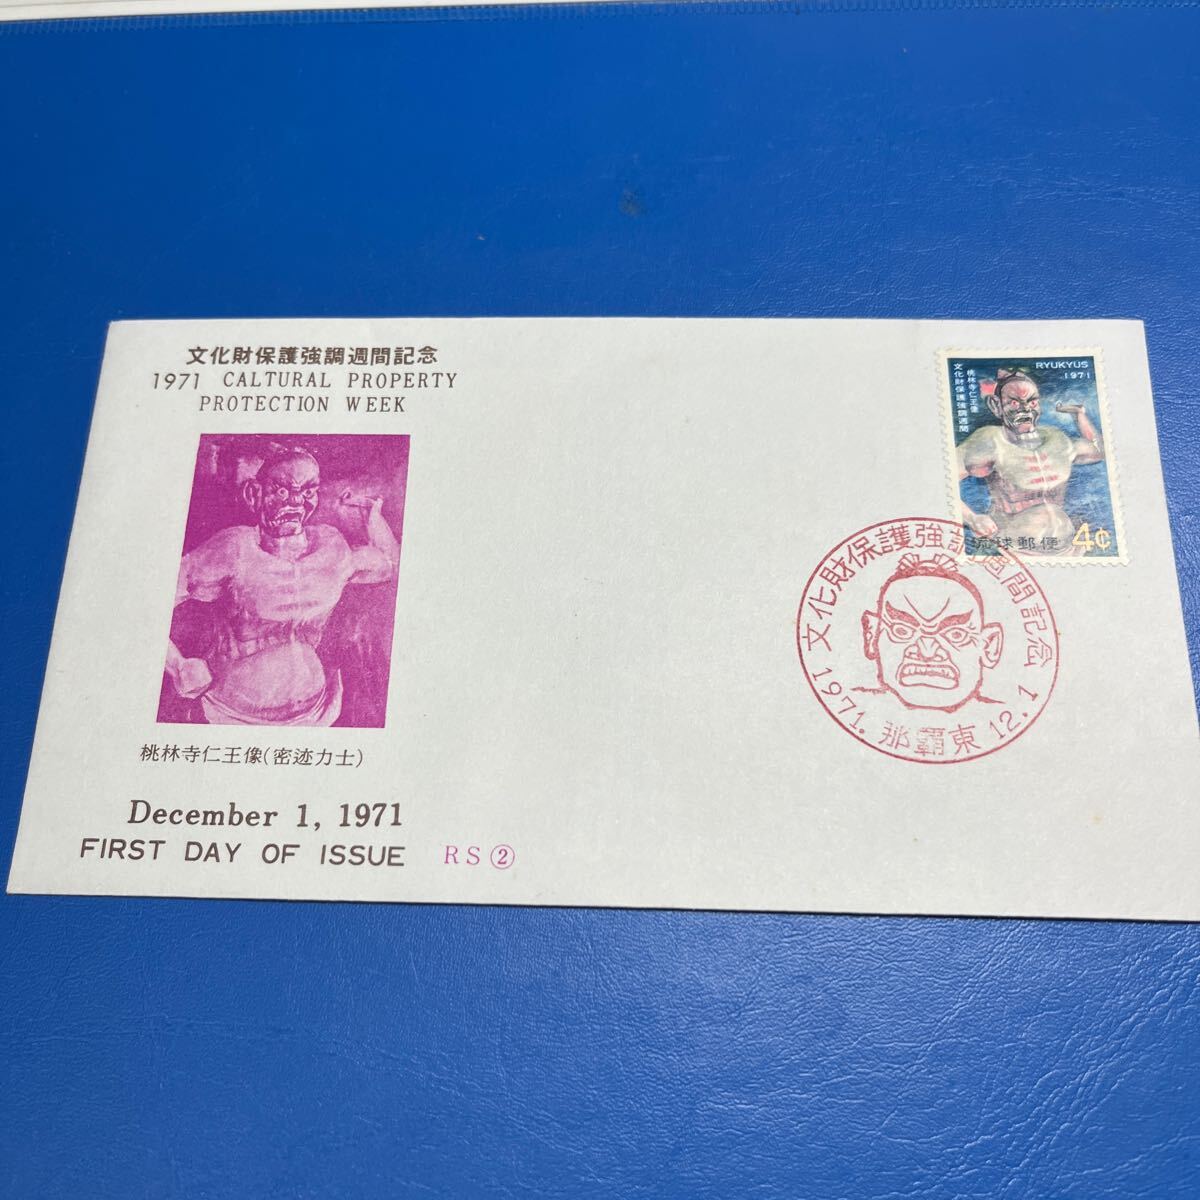 文化財保護強調週間記念
1971 CALTURAL PROPERTY
PROTECTION WEEK
桃林寺仁王像(密迹力士)
December 1, 1971
FIRST DAY OF ISSUE RS②
RYUKYUS
1971
桃林寺仁王像
文化財保護強調週間
琉球郵便 4¢
文化財保護強調週間記念
1971. 那覇東 12.1